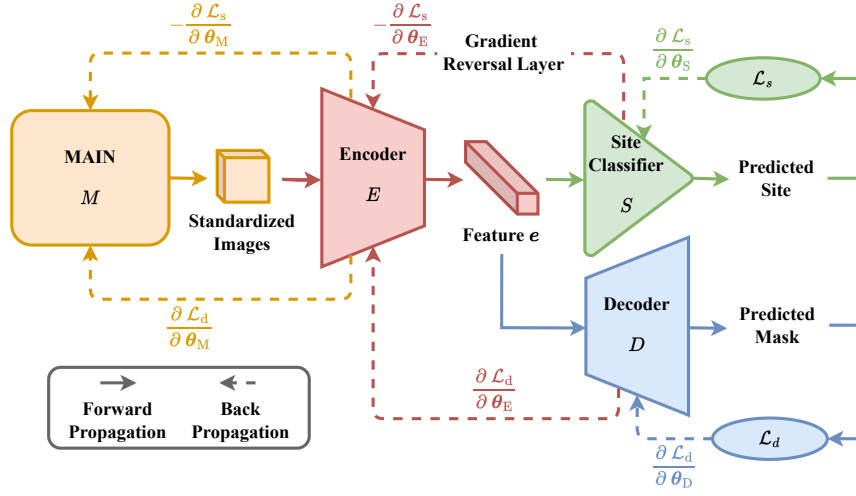 − ∂ 𝓛s / ∂ θM
− ∂ 𝓛s / ∂ θE
Gradient
Reversal Layer
∂ 𝓛s / ∂ θS
𝓛s
MAIN
M
Standardized
Images
Encoder
E
Feature e
Site
Classifier
S
Predicted
Site
Decoder
D
Predicted
Mask
∂ 𝓛d / ∂ θM
∂ 𝓛d / ∂ θE
∂ 𝓛d / ∂ θD
𝓛d
Forward
Propagation
Back
Propagation